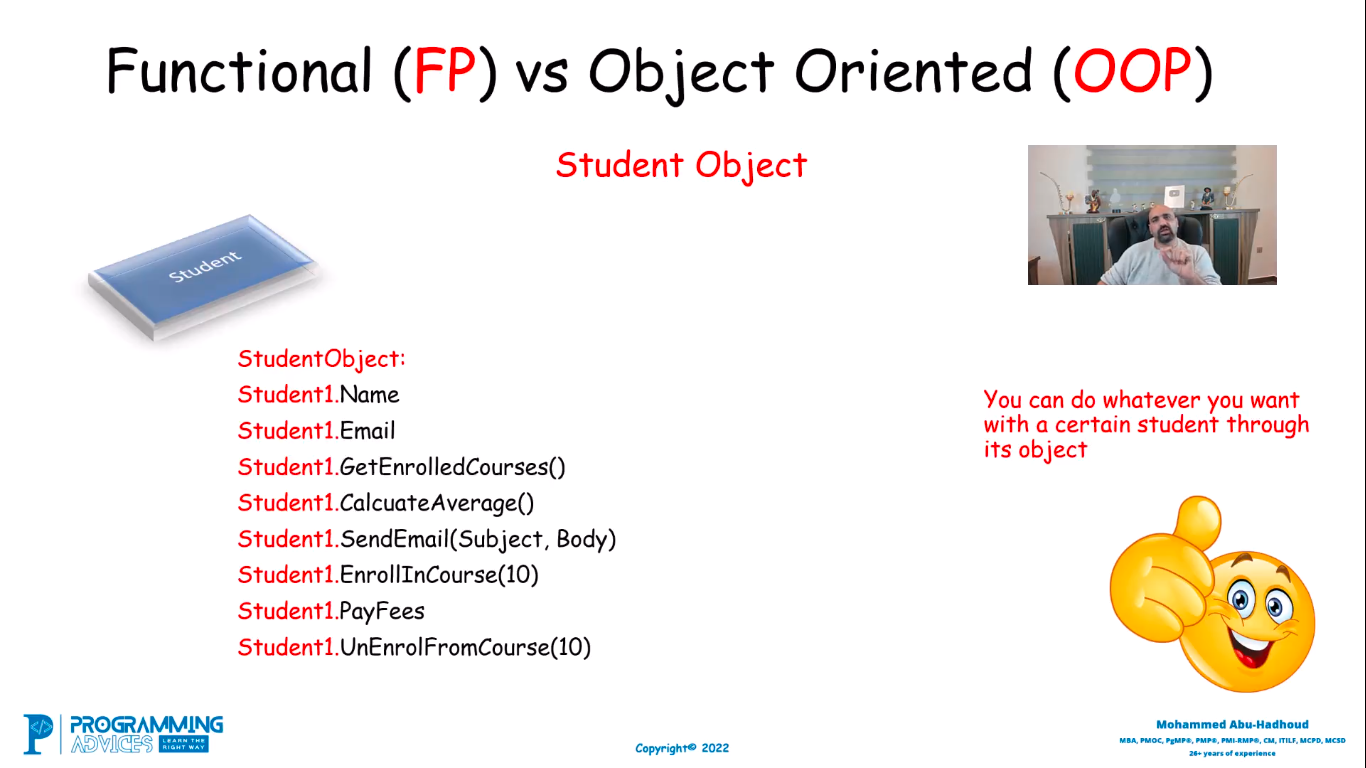 Functional (FP) vs Object Oriented (OOP)
Student Object
Student
StudentObject:
Student1.Name
Student1.Email
Student1.GetEnrolledCourses()
Student1.CalcuateAverage()
Student1.SendEmail(Subject, Body)
Student1.EnrollInCourse(10)
Student1.PayFees
Student1.UnEnrolFromCourse(10)
You can do whatever you want
with a certain student through
its object
PROGRAMMING
ADVICES
LEARN THE
RIGHT WAY
Copyright© 2022
Mohammed Abu-Hadhoud
MBA, PMOC, PgMP®, PMP®, PMI-RMP®, CM, ITILF, MCPD, MCSD
26+ years of experience